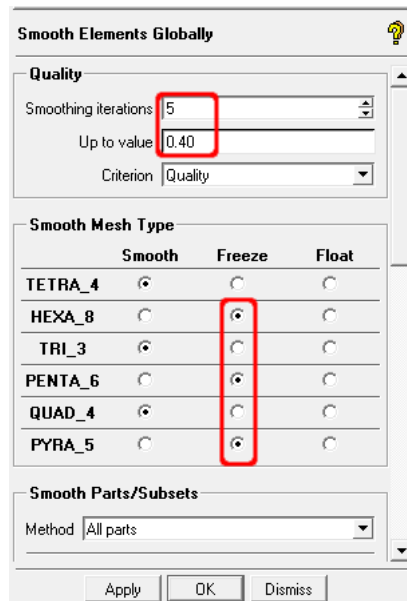 Smooth Elements Globally
Quality
Smoothing iterations 5
Up to value 0.40
Criterion Quality
Smooth Mesh Type
Smooth Freeze Float
TETRA_4
HEXA_8
TRI_3
PENTA_6
QUAD_4
PYRA_5
Smooth Parts/Subsets
Method All parts
Apply OK Dismiss